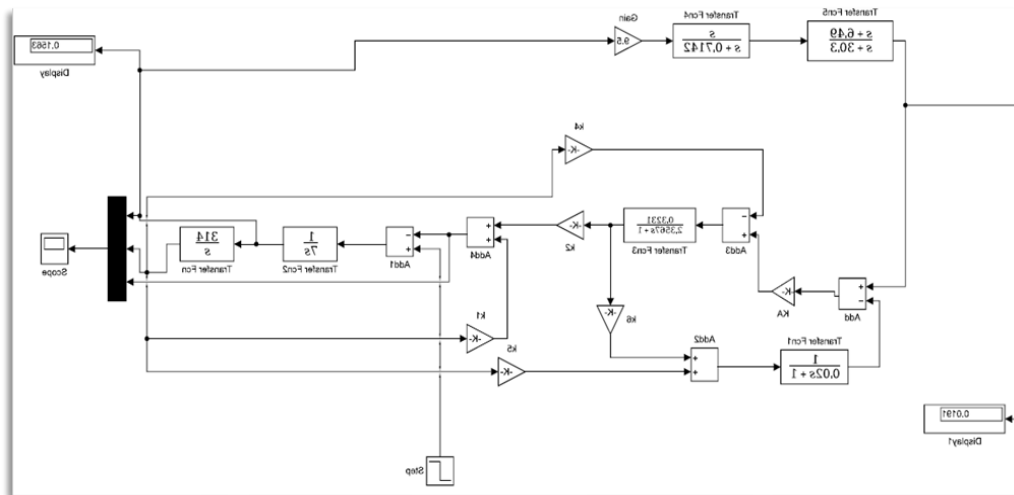 Transfer Fcn5
Transfer Fcn4
Gain
s + 6.49
s + 30.3
s
s + 0.7142
9.5
0.1563
Display
k4
-K-
Transfer Fcn3
0.3231
2.3567s + 1
Add3
k2
-K-
Add4
Add1
Transfer Fcn2
1
7s
Transfer Fcn
314
s
Scope
Add
KA
-K-
k6
-K-
k1
-K-
k5
-K-
Add2
Transfer Fcn1
1
0.02s + 1
0.0191
Display1
Step